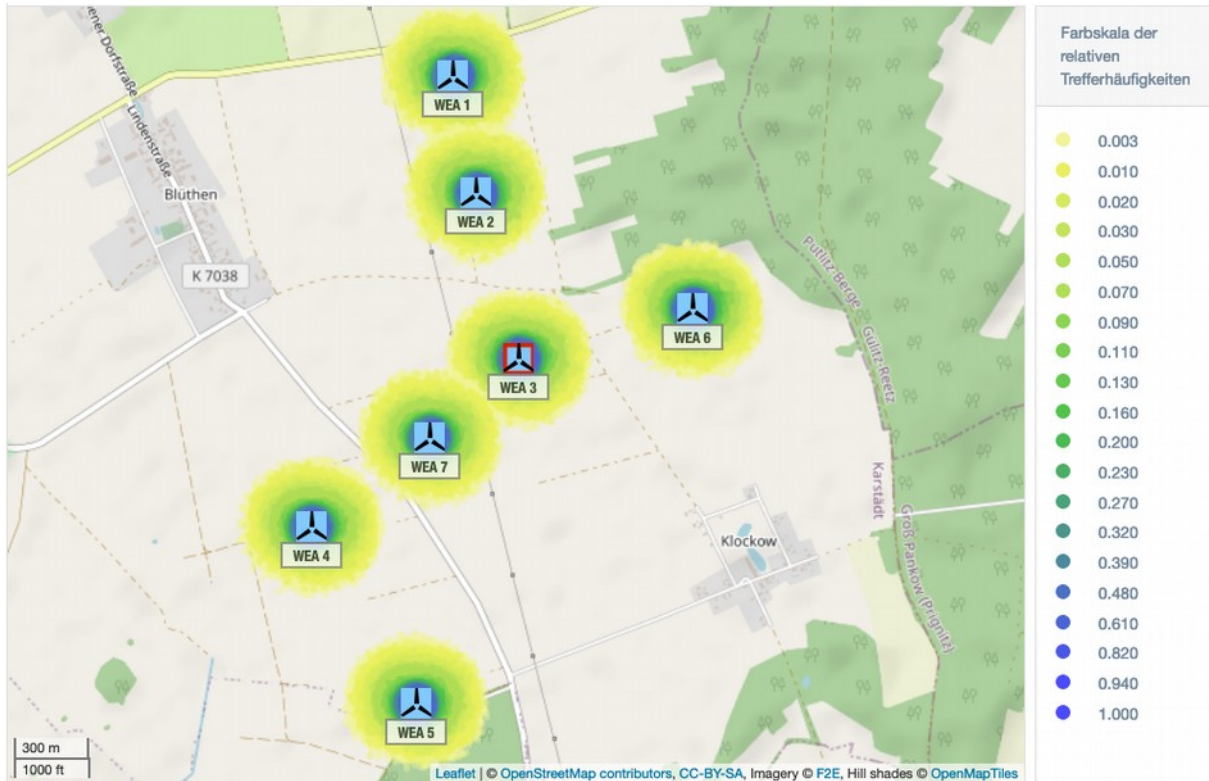 ener Dorfstraße
Lindenstraße
Blüthen
K 7038
WEA 1
WEA 2
WEA 6
WEA 3
WEA 7
WEA 4
WEA 5
Putlitz-Berge
Gülitz-Reetz
Karstädt
Groß Pankow (Prignitz)
Klockow
300 m
1000 ft
Leaflet | © OpenStreetMap contributors, CC-BY-SA, Imagery © F2E, Hill shades © OpenMapTiles
Farbskala der
relativen
Trefferhäufigkeiten
0.003
0.010
0.020
0.030
0.050
0.070
0.090
0.110
0.130
0.160
0.200
0.230
0.270
0.320
0.390
0.480
0.610
0.820
0.940
1.000